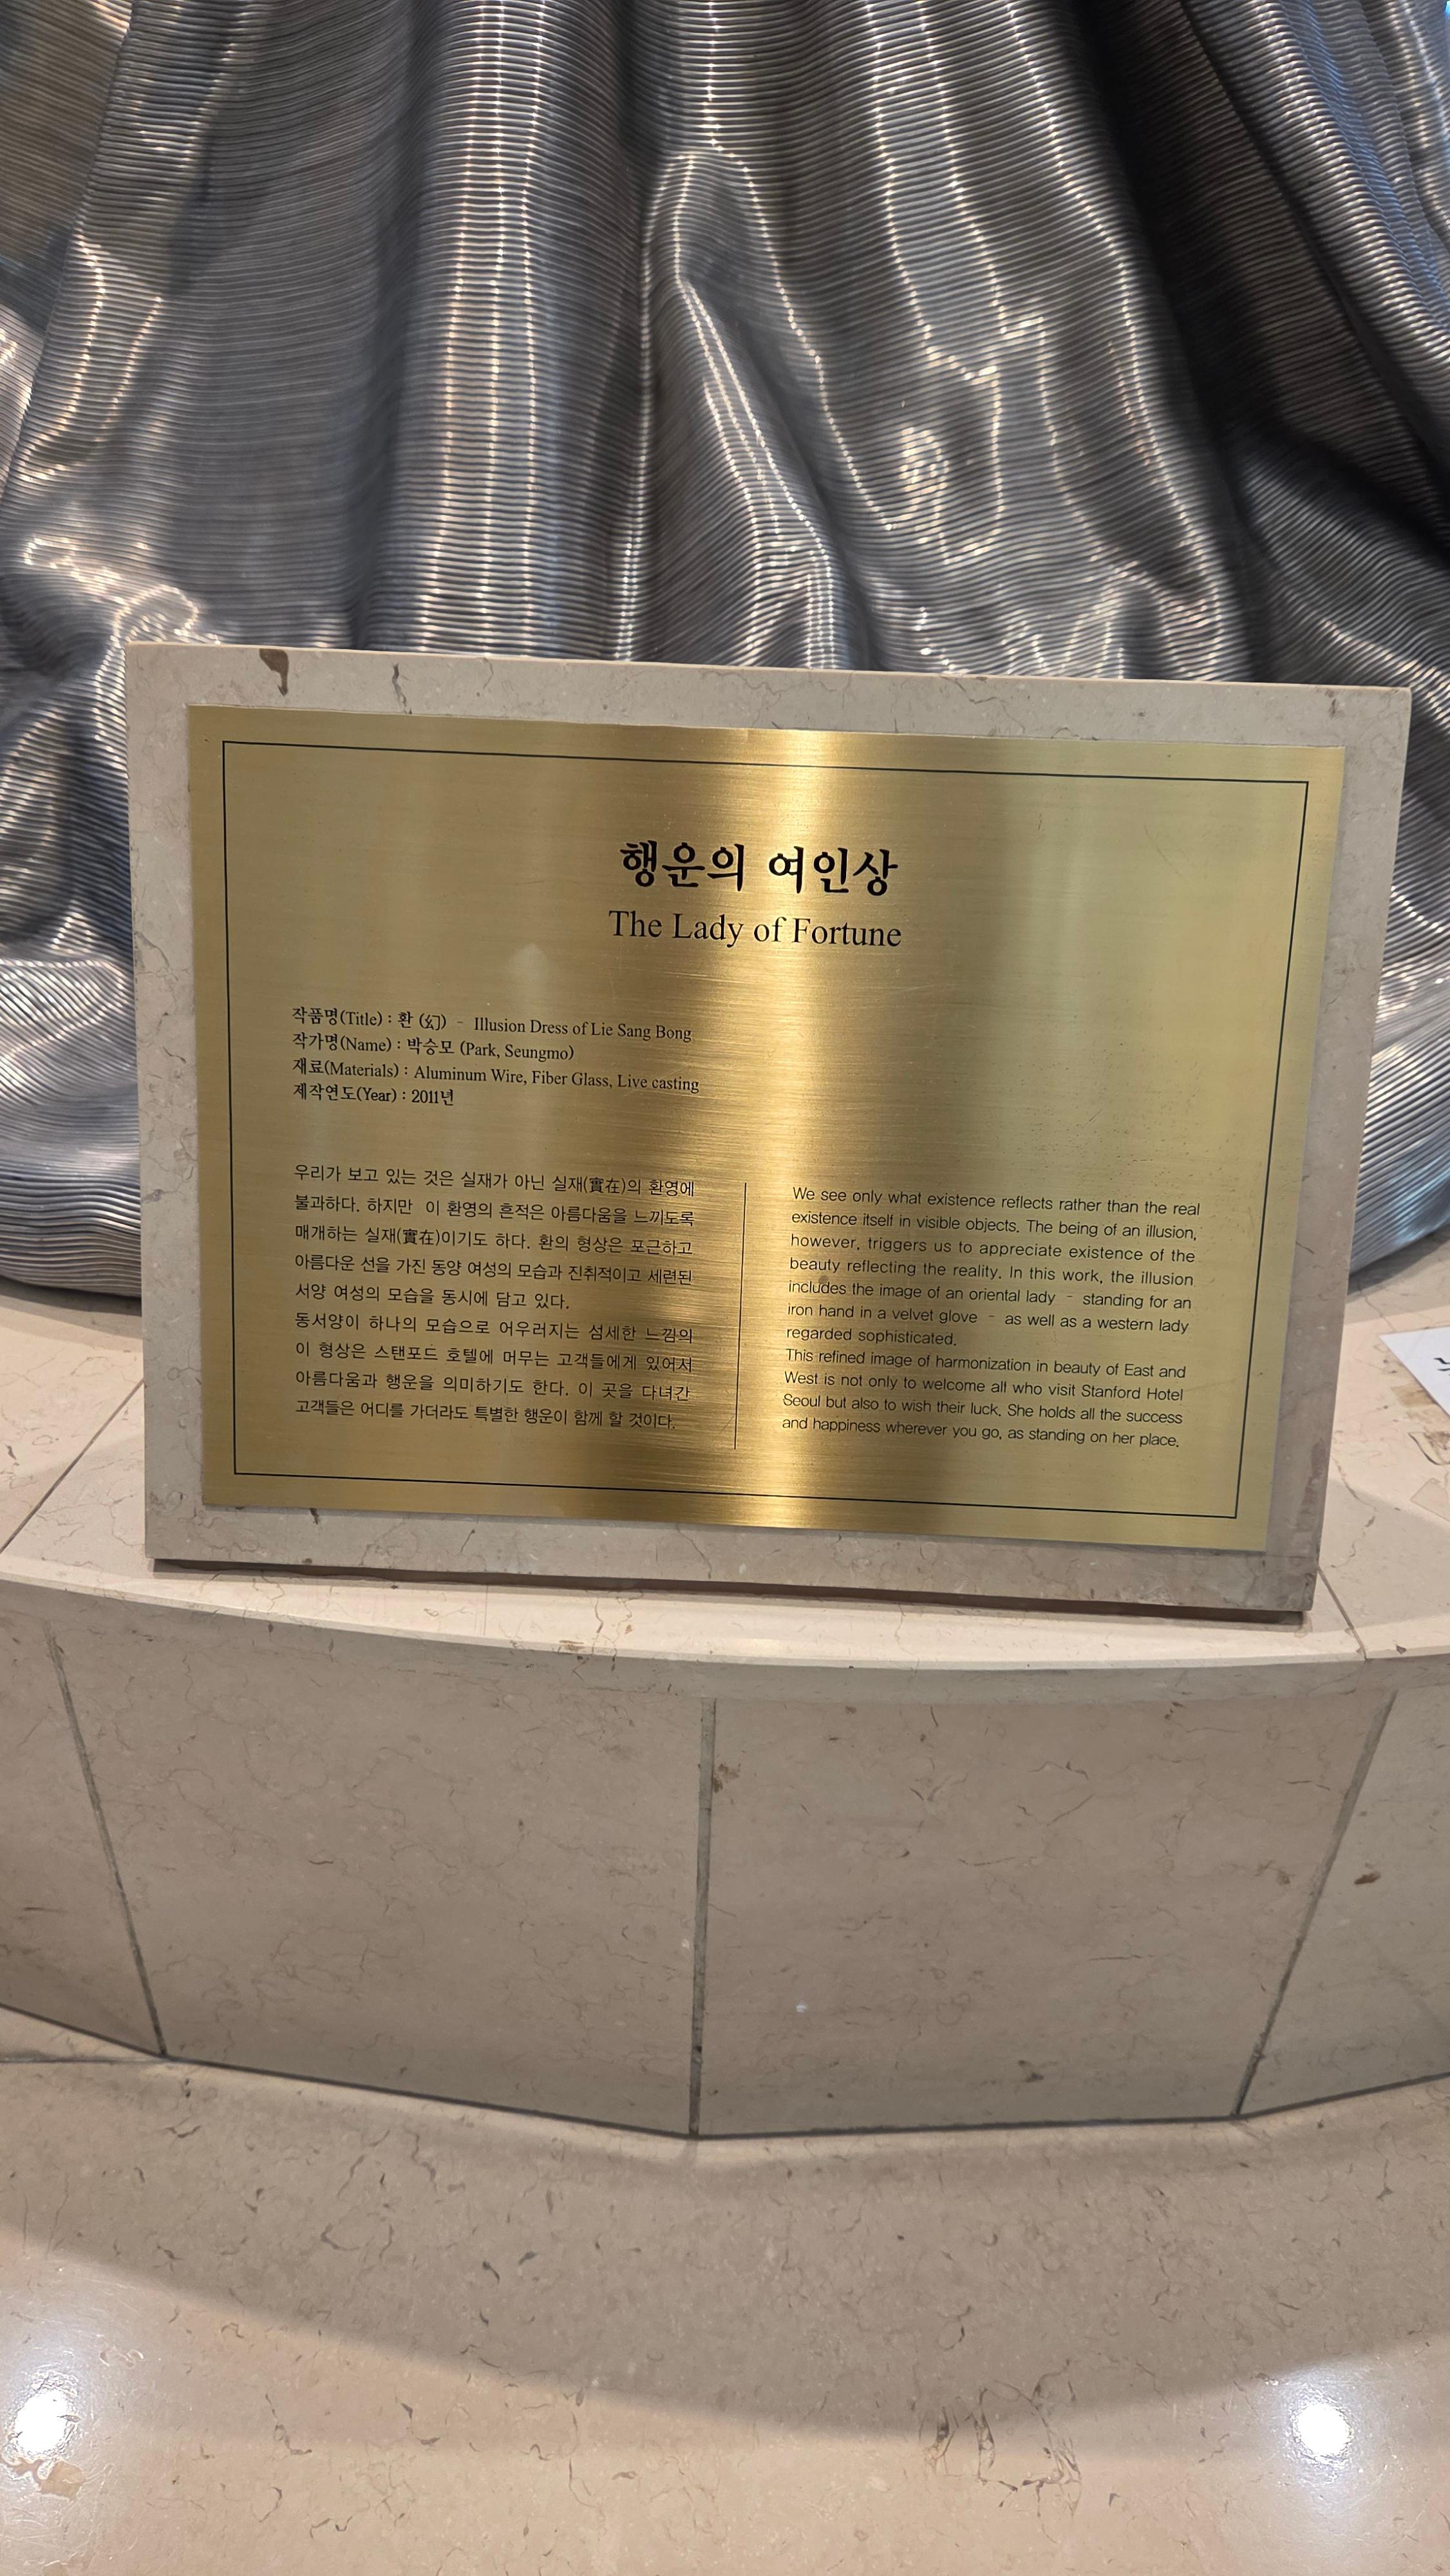 행운의 여인상
The Lady of Fortune
작품명(Title) : 환 (幻) - Illusion Dress of Lie Sang Bong
작가명(Name) : 박승모 (Park, Seungmo)
재료(Materials) : Aluminum Wire, Fiber Glass, Live casting
제작연도(Year) : 2011년
우리가 보고 있는 것은 실재가 아닌 실재(實在)의 환영에
불과하다. 하지만 이 환영의 흔적은 아름다움을 느끼도록
매개하는 실재(實在)이기도 하다. 환의 형상은 포근하고
아름다운 선을 가진 동양 여성의 모습과 진취적이고 세련된
서양 여성의 모습을 동시에 담고 있다.
동서양이 하나의 모습으로 어우러지는 섬세한 느낌의
이 형상은 스탠포드 호텔에 머무는 고객들에게 있어서
아름다움과 행운을 의미하기도 한다. 이 곳을 다녀간
고객들은 어디를 가더라도 특별한 행운이 함께 할 것이다.
We see only what existence reflects rather than the real
existence itself in visible objects. The being of an illusion,
however, triggers us to appreciate existence of the
beauty reflecting the reality. In this work, the illusion
includes the image of an oriental lady - standing for an
iron hand in a velvet glove - as well as a western lady
regarded sophisticated.
This refined image of harmonization in beauty of East and
West is not only to welcome all who visit Stanford Hotel
Seoul but also to wish their luck. She holds all the success
and happiness wherever you go, as standing on her place.